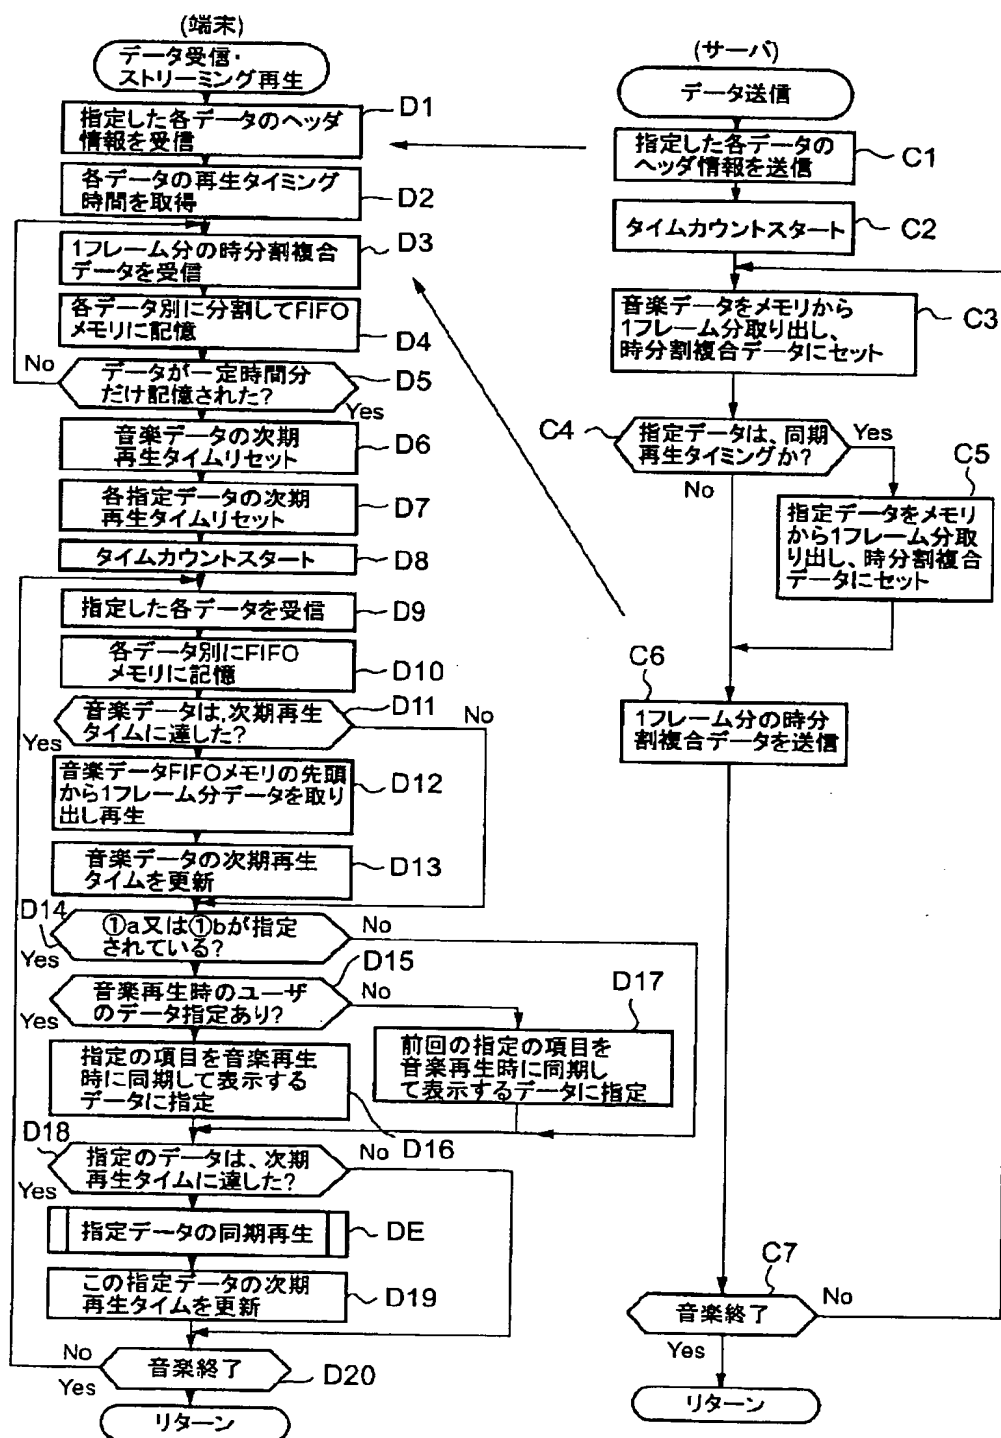 (端末)
データ受信・
ストリーミング再生
指定した各データのヘッダ
情報を受信
D1
各データの再生タイミング
時間を取得
D2
1フレーム分の時分割複合
データを受信
D3
各データ別に分割してFIFO
メモリに記憶
D4
データが一定時間分
だけ記憶された?
D5
No
Yes
音楽データの次期
再生タイムリセット
D6
各指定データの次期
再生タイムリセット
D7
タイムカウントスタート
D8
指定した各データを受信
D9
各データ別にFIFO
メモリに記憶
D10
音楽データは,次期再生
タイムに達した?
D11
No
Yes
音楽データFIFOメモリの先頭
から1フレーム分データを取り
出し再生
D12
音楽データの次期再生
タイムを更新
D13
D14
①a又は①bが指定
されている?
No
Yes
音楽再生時のユーザ
のデータ指定あり?
D15
No
Yes
指定の項目を音楽再生
時に同期して表示する
データに指定
D16
D17
前回の指定の項目を
音楽再生時に同期し
て表示するデータに指定
D18
指定のデータは、次期
再生タイムに達した?
No
Yes
指定データの同期再生
DE
この指定データの次期
再生タイムを更新
D19
No
音楽終了
D20
Yes
リターン
(サーバ)
データ送信
指定した各データの
ヘッダ情報を送信
C1
タイムカウントスタート
C2
音楽データをメモリから
1フレーム分取り出し、
時分割複合データにセット
C3
C4
指定データは、同期
再生タイミングか?
Yes
No
C5
指定データをメモリ
から1フレーム分取
り出し、時分割複合
データにセット
C6
1フレーム分の時分
割複合データを送信
C7
音楽終了
No
Yes
リターン